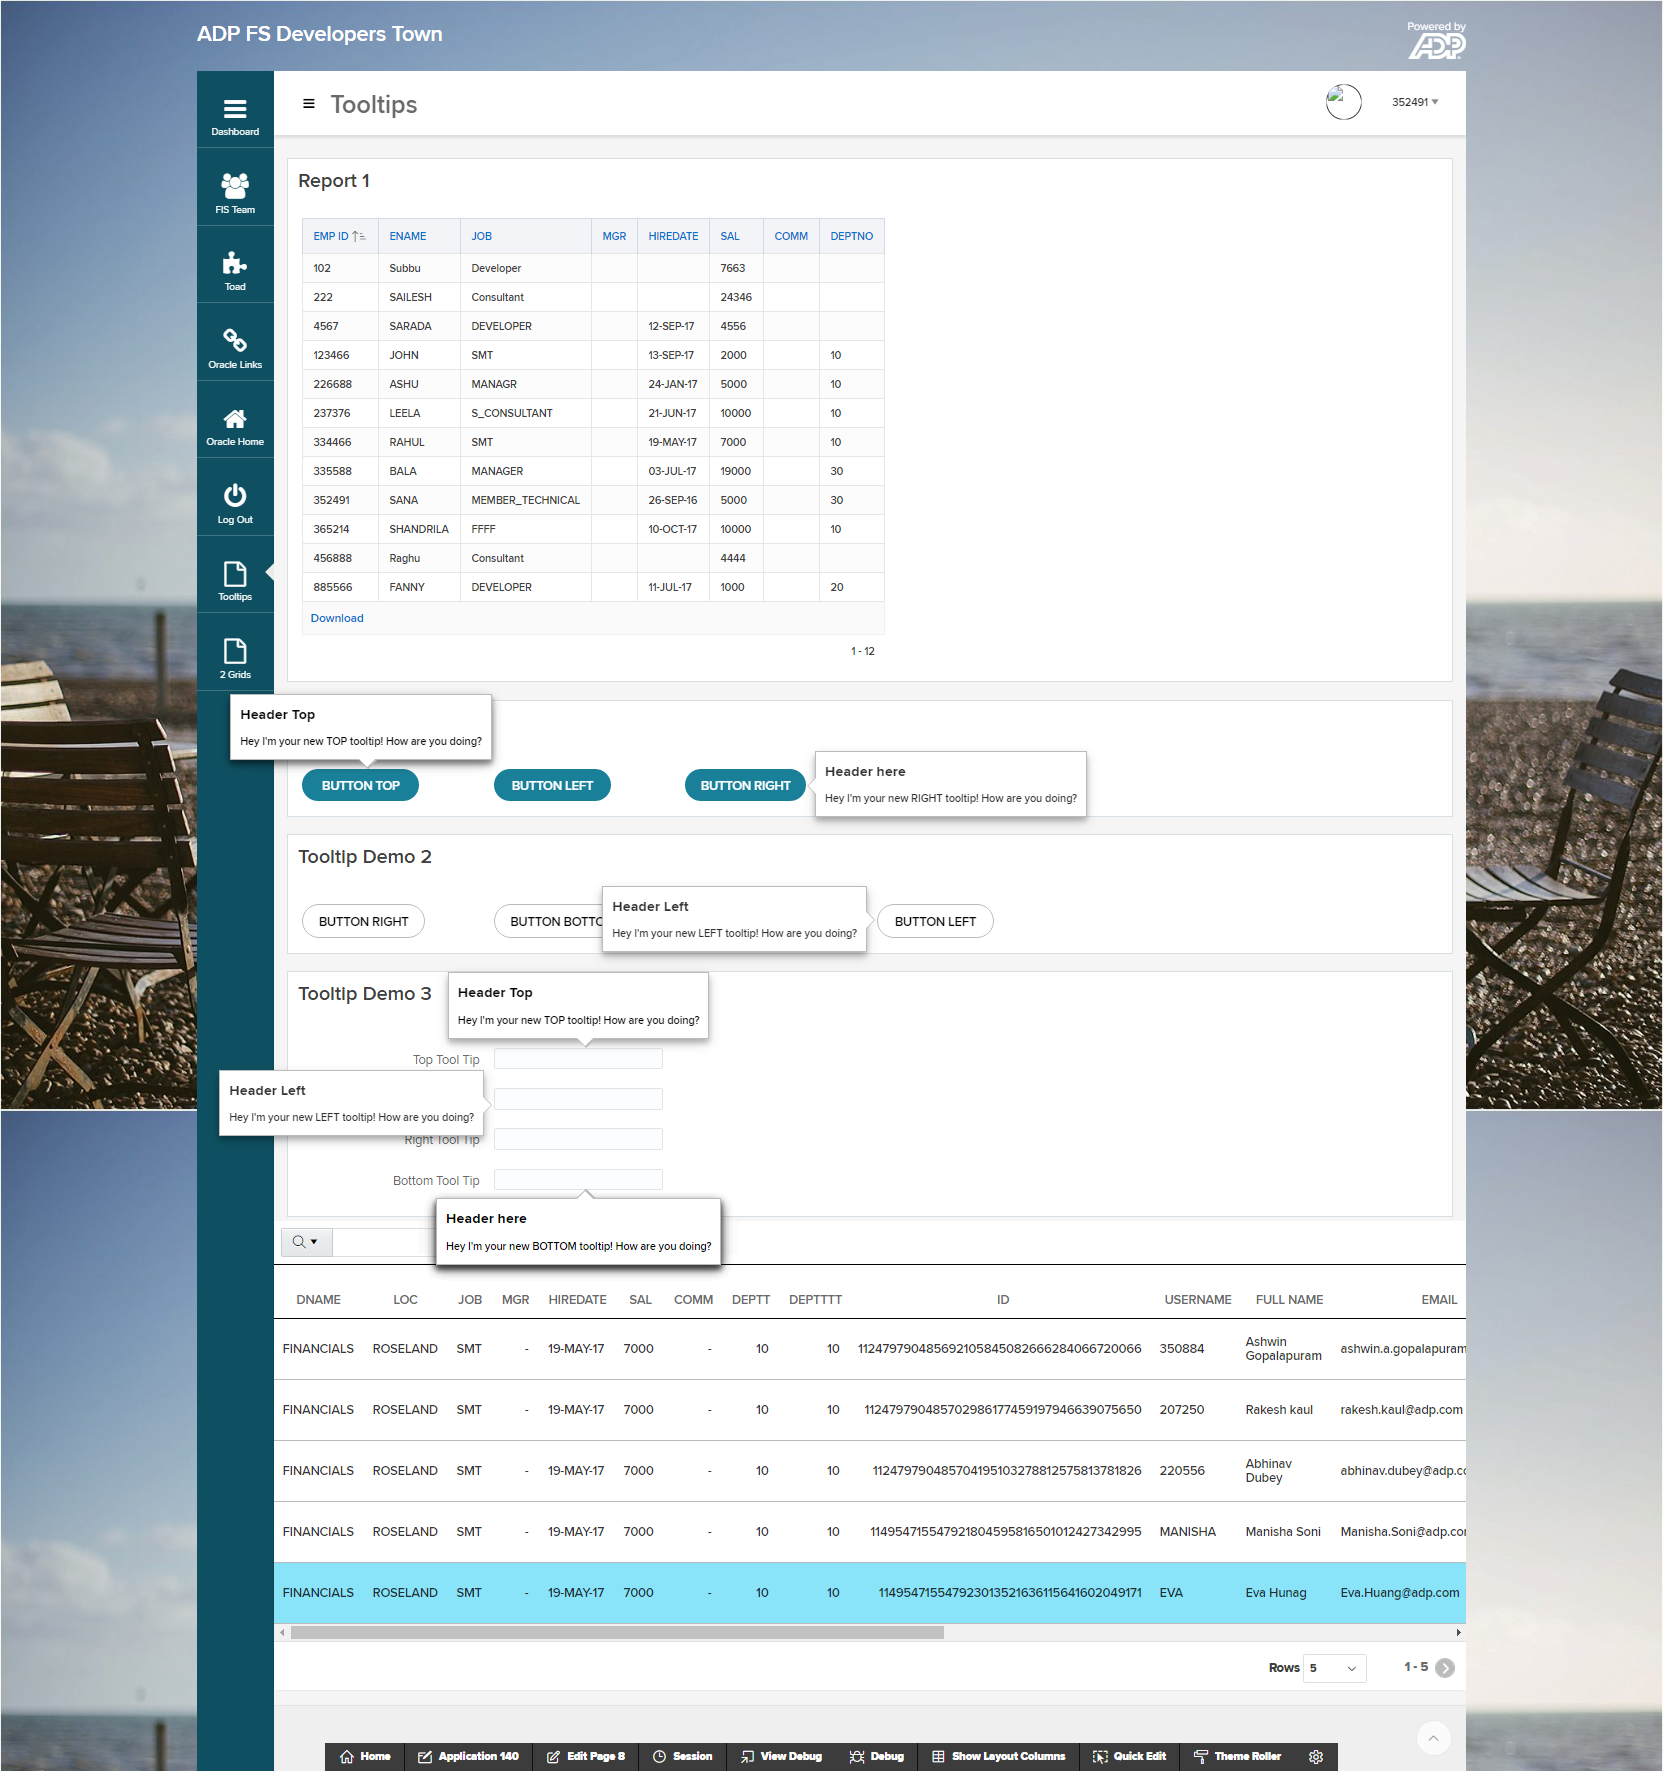 ADP FS Developers Town
Powered by
ADP
Dashboard
FIS Team
Toad
Oracle Links
Oracle Home
Log Out
Tooltips
2 Grids
Tooltips
352491
Report 1
EMP ID ENAME JOB MGR HIREDATE SAL COMM DEPTNO
102 Subbu Developer 7663
222 SAILESH Consultant 24346
4567 SARADA DEVELOPER 12-SEP-17 4556
123466 JOHN SMT 13-SEP-17 2000 10
226688 ASHU MANAGR 24-JAN-17 5000 10
237376 LEELA S_CONSULTANT 21-JUN-17 10000 10
334466 RAHUL SMT 19-MAY-17 7000 10
335588 BALA MANAGER 03-JUL-17 19000 30
352491 SANA MEMBER_TECHNICAL 26-SEP-16 5000 30
365214 SHANDRILA FFFF 10-OCT-17 10000 10
456888 Raghu Consultant 4444
885566 FANNY DEVELOPER 11-JUL-17 1000 20
Download
1 - 12
Header Top
Hey I'm your new TOP tooltip! How are you doing?
BUTTON TOP BUTTON LEFT BUTTON RIGHT
Header here
Hey I'm your new RIGHT tooltip! How are you doing?
Tooltip Demo 2
BUTTON RIGHT BUTTON BOTTO
Header Left
Hey I'm your new LEFT tooltip! How are you doing?
BUTTON LEFT
Tooltip Demo 3
Header Top
Hey I'm your new TOP tooltip! How are you doing?
Top Tool Tip
Header Left
Hey I'm your new LEFT tooltip! How are you doing?
Right Tool Tip
Bottom Tool Tip
Header here
Hey I'm your new BOTTOM tooltip! How are you doing?
DNAME LOC JOB MGR HIREDATE SAL COMM DEPTT DEPTTTT ID USERNAME FULL NAME EMAIL
FINANCIALS ROSELAND SMT - 19-MAY-17 7000 - 10 10 112479790485692105845082666284066720066 350884 Ashwin Gopalapuram ashwin.a.gopalapuram
FINANCIALS ROSELAND SMT - 19-MAY-17 7000 - 10 10 112479790485702986177459197946639075650 207250 Rakesh kaul rakesh.kaul@adp.com
FINANCIALS ROSELAND SMT - 19-MAY-17 7000 - 10 10 112479790485704195103278812575813781826 220556 Abhinav Dubey abhinav.dubey@adp.co
FINANCIALS ROSELAND SMT - 19-MAY-17 7000 - 10 10 114954715547921804595816501012427342995 MANISHA Manisha Soni Manisha.Soni@adp.co
FINANCIALS ROSELAND SMT - 19-MAY-17 7000 - 10 10 114954715547923013521636115641602049171 EVA Eva Hunag Eva.Huang@adp.com
Rows 5 1 - 5
Home Application 140 Edit Page 8 Session View Debug Debug Show Layout Columns Quick Edit Theme Roller